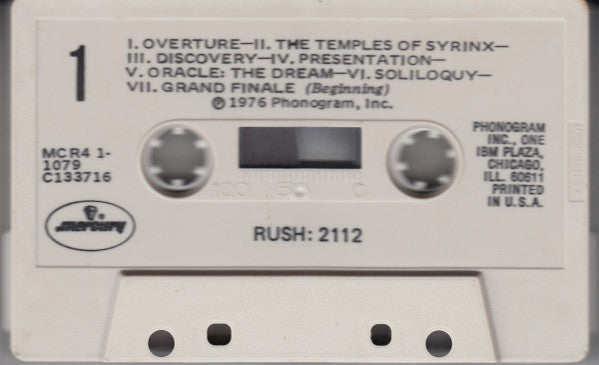 1
I. OVERTURE—II. THE TEMPLES OF SYRINX—
III. DISCOVERY—IV. PRESENTATION—
V. ORACLE: THE DREAM—VI. SOLILOQUY—
VII. GRAND FINALE (Beginning)
℗ 1976 Phonogram, Inc.
MCR4 1-
1079
C133716
PHONOGRAM
INC., ONE
IBM PLAZA,
CHICAGO,
ILL. 60611
PRINTED
IN U.S.A.
100 50 0
mercury
RUSH: 2112